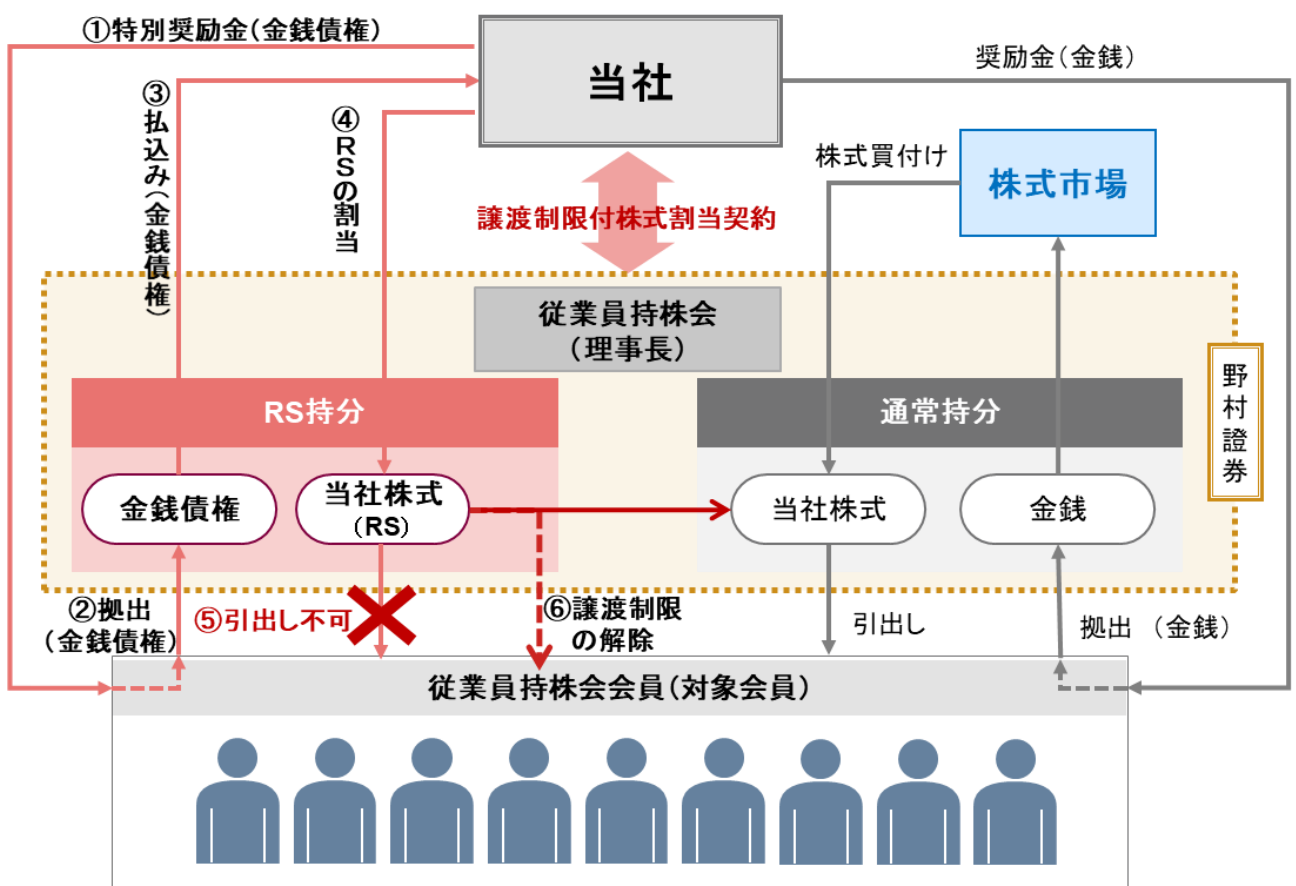 ①特別奨励金(金銭債権)
当社
奨励金(金銭)
③払込み(金銭債権)
④RSの割当
株式買付け
株式市場
譲渡制限付株式割当契約
従業員持株会
(理事長)
野村證券
RS持分
通常持分
金銭債権
当社株式
(RS)
当社株式
金銭
②拠出
(金銭債権)
⑤引出し不可
⑥譲渡制限
の解除
引出し
拠出 (金銭)
従業員持株会会員(対象会員)